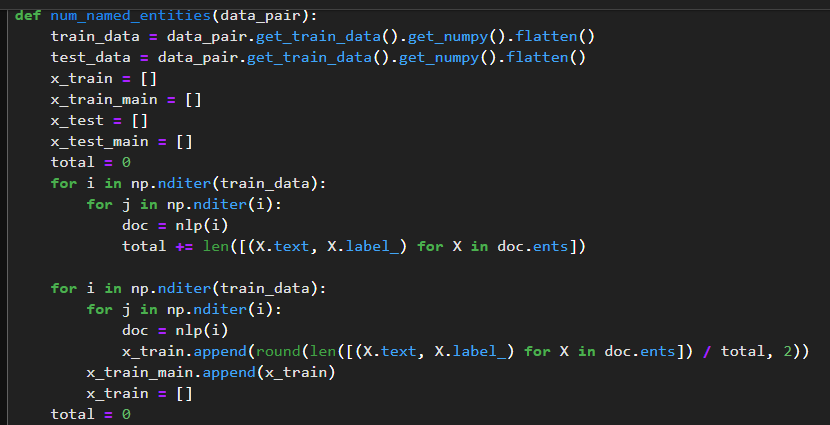 def num_named_entities(data_pair):
    train_data = data_pair.get_train_data().get_numpy().flatten()
    test_data = data_pair.get_train_data().get_numpy().flatten()
    x_train = []
    x_train_main = []
    x_test = []
    x_test_main = []
    total = 0
    for i in np.nditer(train_data):
        for j in np.nditer(i):
            doc = nlp(i)
            total += len([(X.text, X.label_) for X in doc.ents])

    for i in np.nditer(train_data):
        for j in np.nditer(i):
            doc = nlp(i)
            x_train.append(round(len([(X.text, X.label_) for X in doc.ents]) / total, 2))
        x_train_main.append(x_train)
        x_train = []
    total = 0